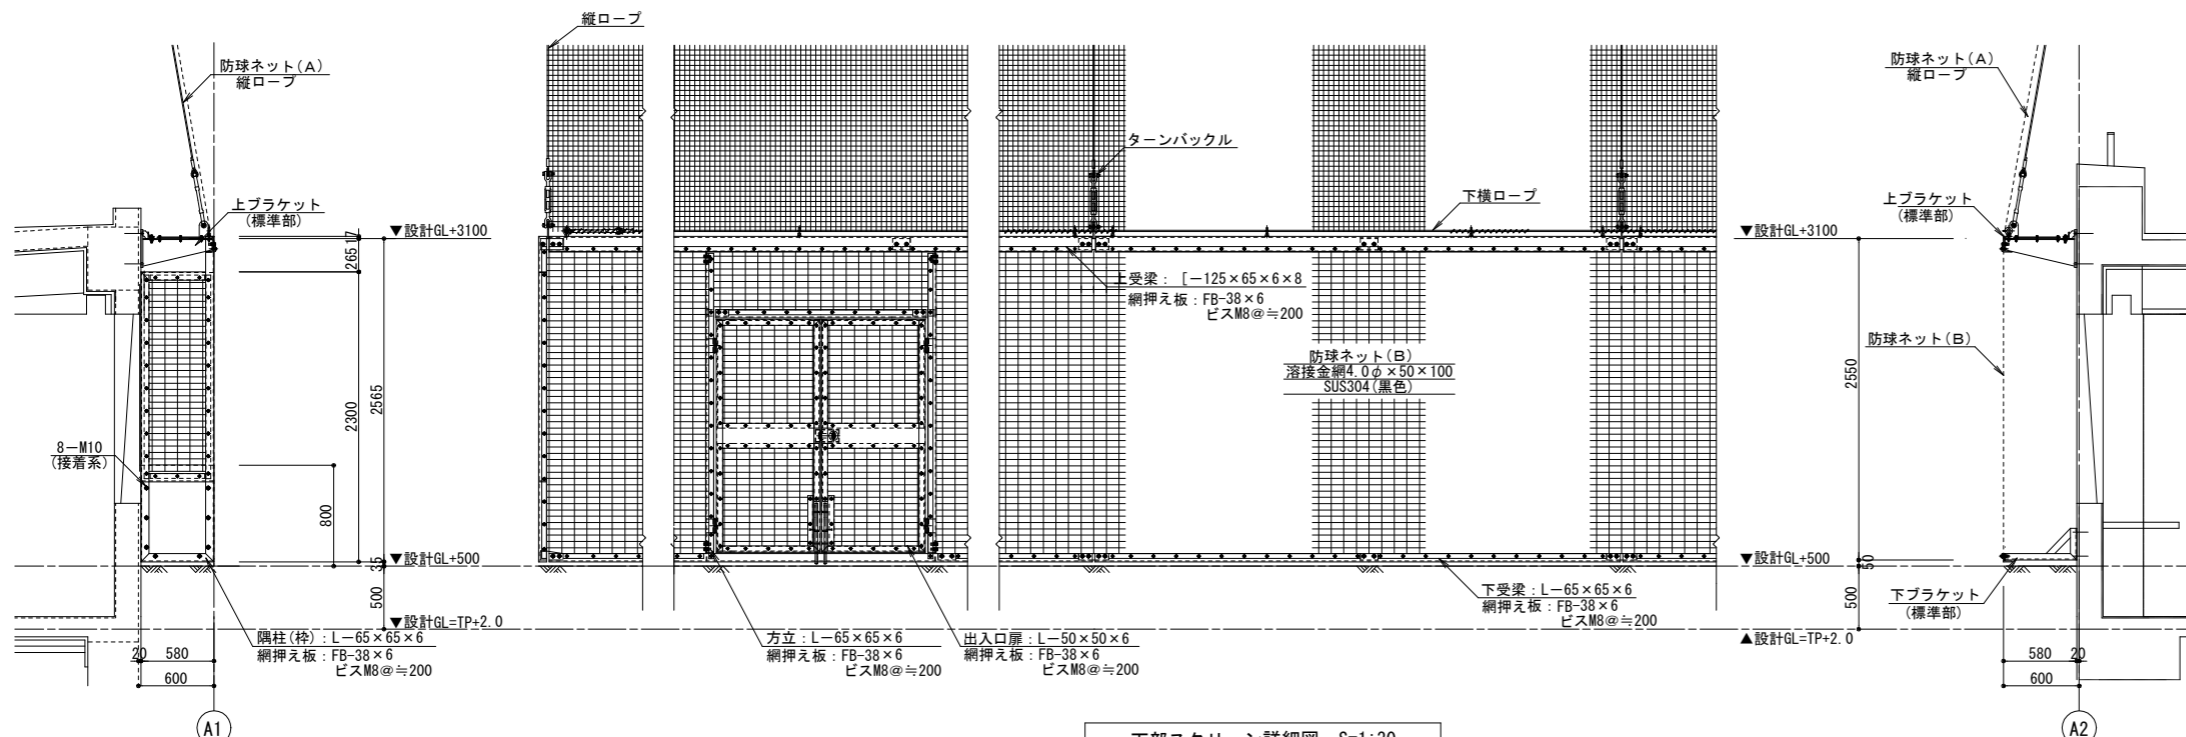 縦ロープ
防球ネット(A)
縦ロープ
防球ネット(A)
縦ロープ
ターンバックル
下横ロープ
上ブラケット
(標準部)
上ブラケット
(標準部)
▼設計GL+3100
▼設計GL+3100
17
265
上受梁：[－125×65×6×8
網押え板：FB-38×6
ビスM8@≒200
防球ネット(B)
溶接金網4.0φ×50×100
SUS304(黒色)
防球ネット(B)
2565
2300
2550
8－M10
(接着系)
800
▼設計GL+500
35
▼設計GL+500
50
500
500
下受梁：L－65×65×6
網押え板：FB-38×6
ビスM8@≒200
下ブラケット
(標準部)
▼設計GL=TP+2.0
▲設計GL=TP+2.0
隅柱(枠)：L－65×65×6
網押え板：FB-38×6
ビスM8@≒200
方立：L－65×65×6
網押え板：FB-38×6
ビスM8@≒200
出入口扉：L－50×50×6
網押え板：FB-38×6
ビスM8@≒200
20
580
600
580
20
600
A1
A2
下部スクリーン詳細図 S=1:30